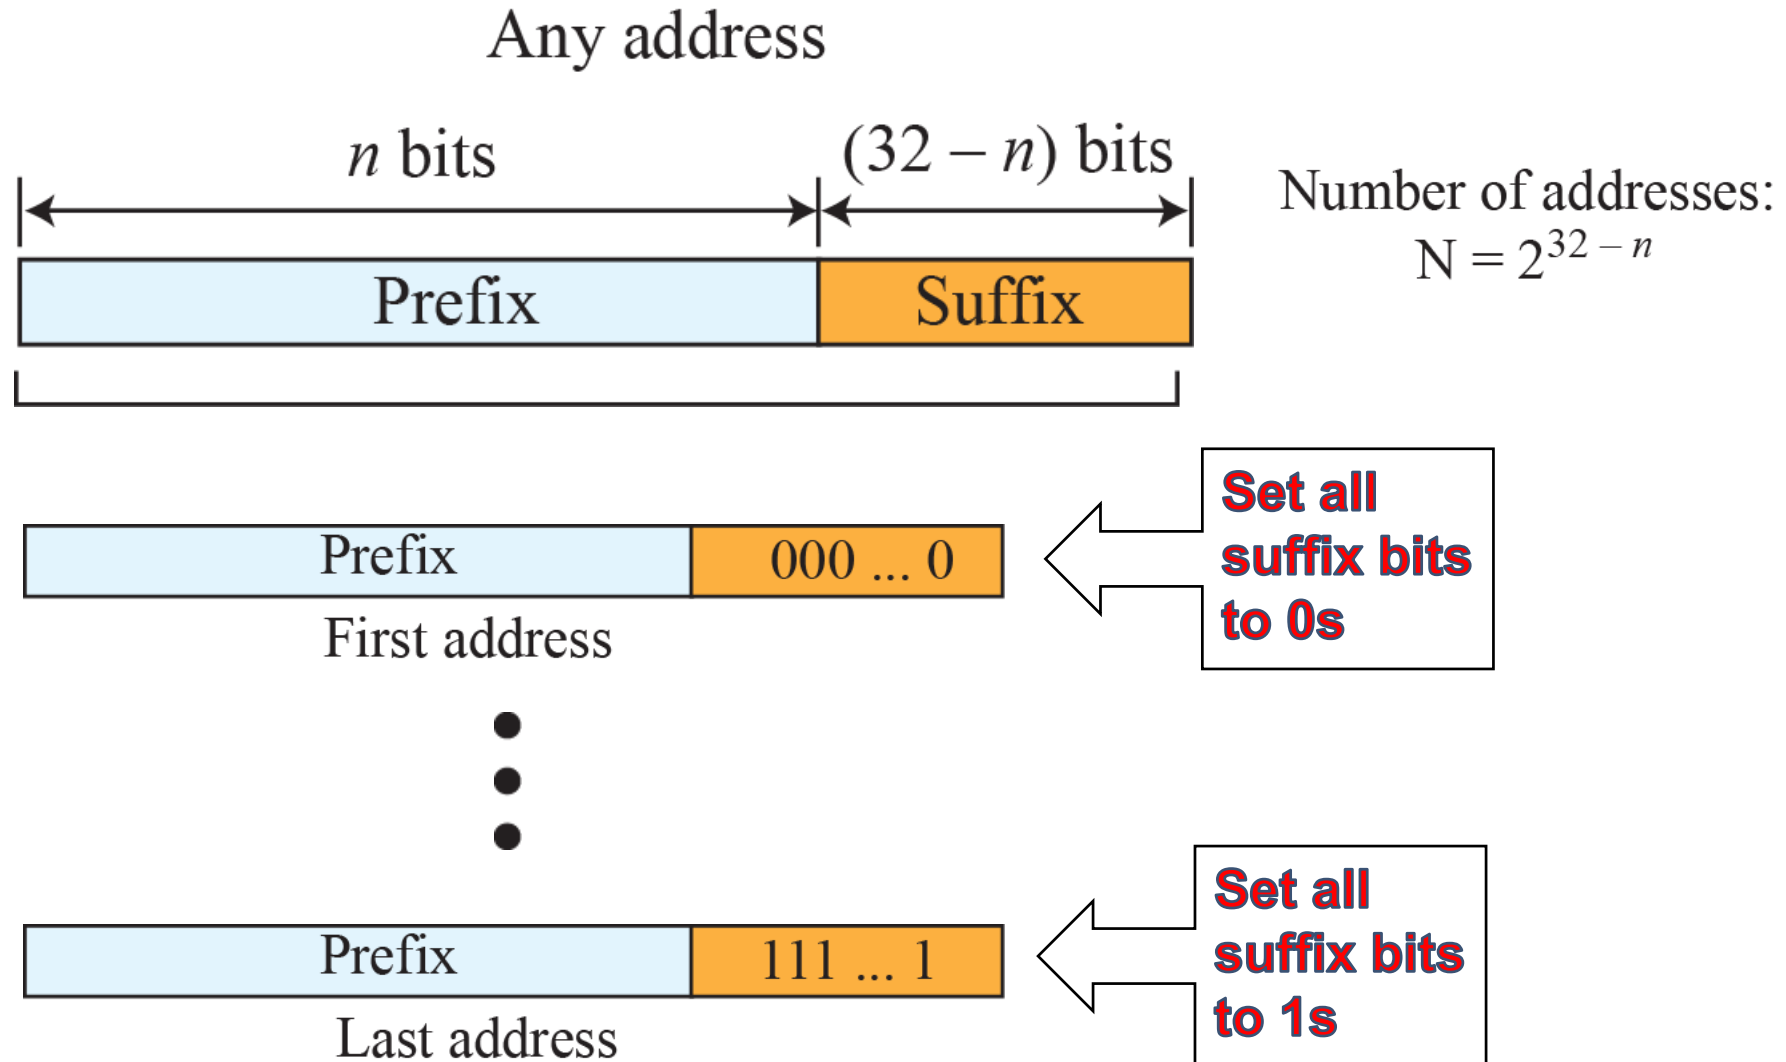 Any address
n bits
(32 – n) bits
Number of addresses:
N = 2^{32 – n}
Prefix
Suffix
Prefix
000 ... 0
First address
Set all
suffix bits
to 0s
Prefix
111 ... 1
Last address
Set all
suffix bits
to 1s